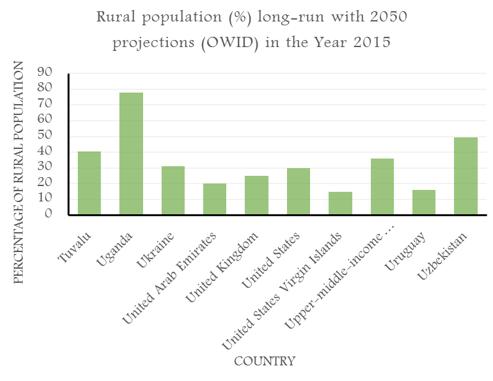 Rural population (%) long-run with 2050
projections (OWID) in the Year 2015
PERCENTAGE OF RURAL POPULATION
90
80
70
60
50
40
30
20
10
0
Tuvalu
Uganda
Ukraine
United Arab Emirates
United Kingdom
United States
United States Virgin Islands
Upper-middle-income ...
Uruguay
Uzbekistan
COUNTRY